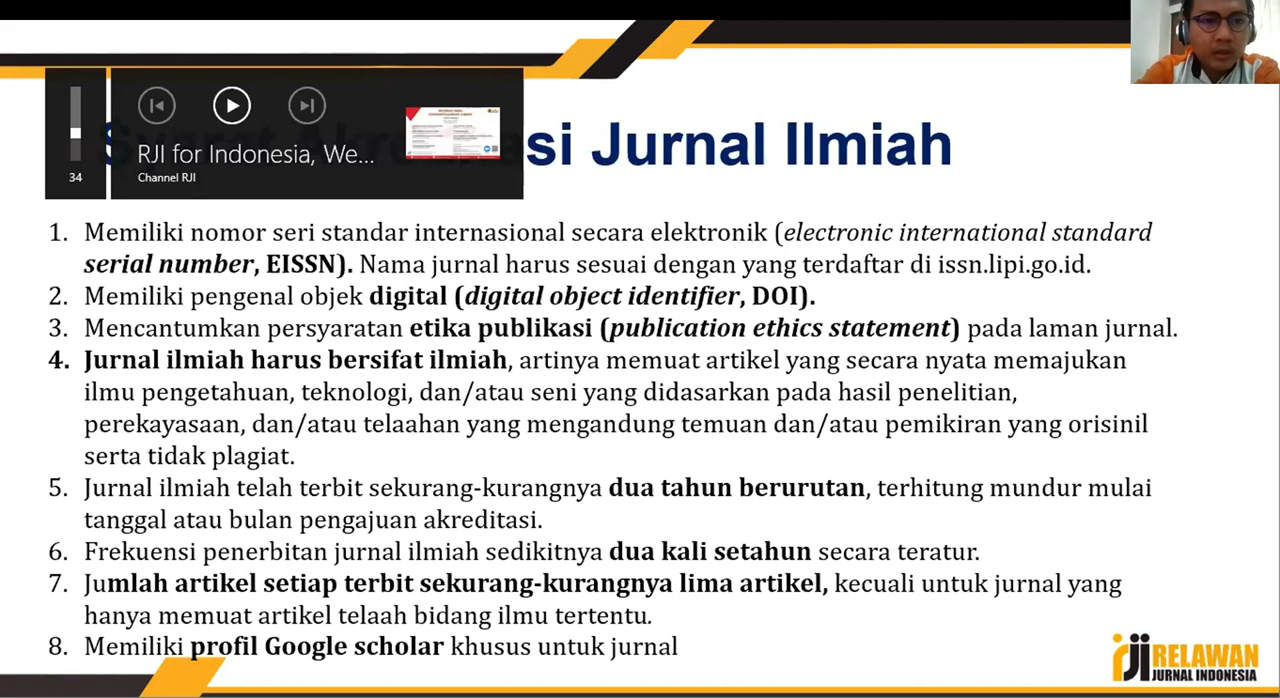 RJI for Indonesia, We...
34
Channel RJI
si Jurnal Ilmiah
1. Memiliki nomor seri standar internasional secara elektronik (electronic international standard
serial number, EISSN). Nama jurnal harus sesuai dengan yang terdaftar di issn.lipi.go.id.
2. Memiliki pengenal objek digital (digital object identifier, DOI).
3. Mencantumkan persyaratan etika publikasi (publication ethics statement) pada laman jurnal.
4. Jurnal ilmiah harus bersifat ilmiah, artinya memuat artikel yang secara nyata memajukan
ilmu pengetahuan, teknologi, dan/atau seni yang didasarkan pada hasil penelitian,
perekayasaan, dan/atau telaahan yang mengandung temuan dan/atau pemikiran yang orisinil
serta tidak plagiat.
5. Jurnal ilmiah telah terbit sekurang-kurangnya dua tahun berurutan, terhitung mundur mulai
tanggal atau bulan pengajuan akreditasi.
6. Frekuensi penerbitan jurnal ilmiah sedikitnya dua kali setahun secara teratur.
7. Jumlah artikel setiap terbit sekurang-kurangnya lima artikel, kecuali untuk jurnal yang
hanya memuat artikel telaah bidang ilmu tertentu.
8. Memiliki profil Google scholar khusus untuk jurnal
rji RELAWAN
JURNAL INDONESIA